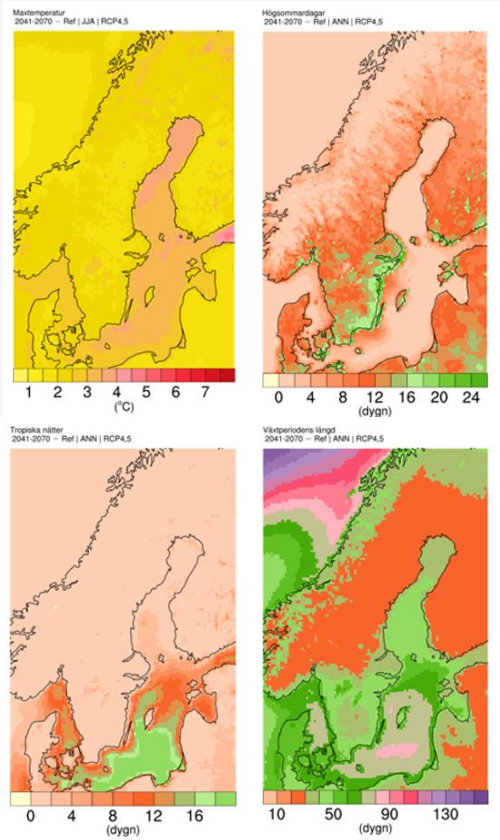 Maxtemperatur
2041-2070 − Ref | JJA | RCP4,5
1 2 3 4 5 6 7
(°C)
Högsommardagar
2041-2070 − Ref | ANN | RCP4,5
0 4 8 12 16 20 24
(dygn)
Tropiska nätter
2041-2070 − Ref | ANN | RCP4,5
0 4 8 12 16
(dygn)
Växtperiodens längd
2041-2070 − Ref | ANN | RCP4,5
10 50 90 130
(dygn)